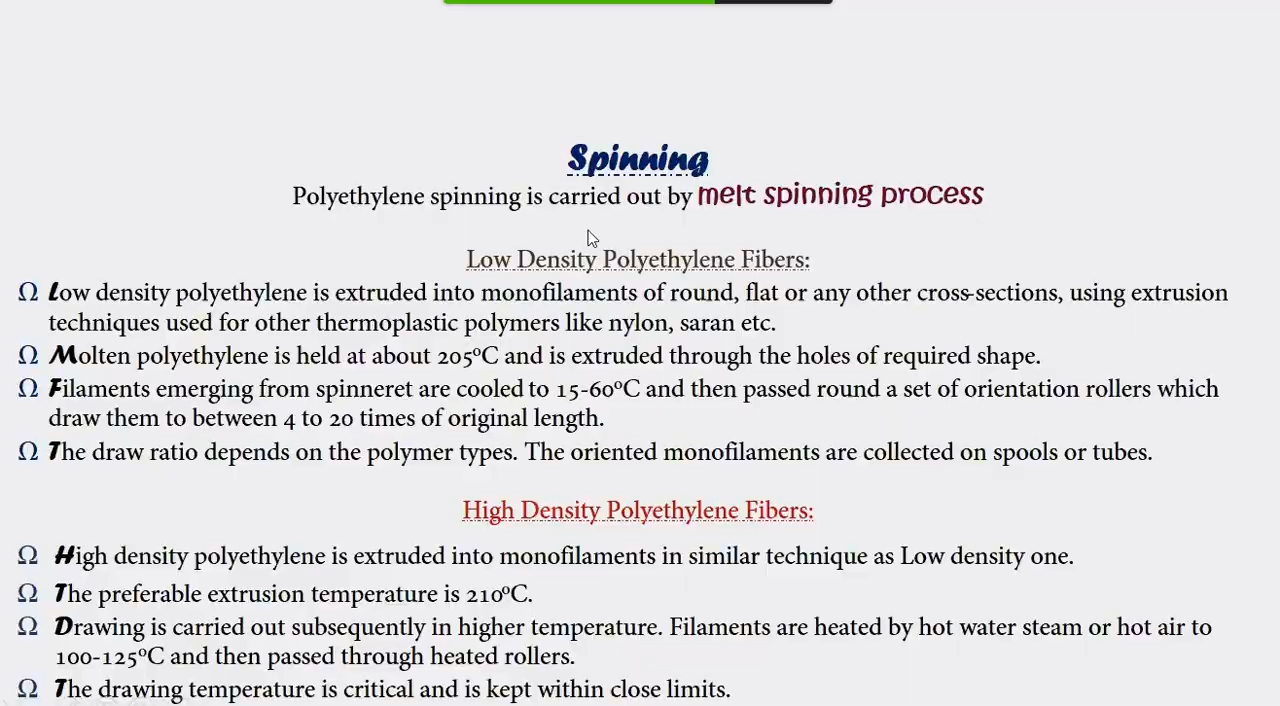 Spinning
Polyethylene spinning is carried out by melt spinning process
Low Density Polyethylene Fibers:
Ω Low density polyethylene is extruded into monofilaments of round, flat or any other cross-sections, using extrusion
techniques used for other thermoplastic polymers like nylon, saran etc.
Ω Molten polyethylene is held at about 205°C and is extruded through the holes of required shape.
Ω Filaments emerging from spinneret are cooled to 15-60°C and then passed round a set of orientation rollers which
draw them to between 4 to 20 times of original length.
Ω The draw ratio depends on the polymer types. The oriented monofilaments are collected on spools or tubes.
High Density Polyethylene Fibers:
Ω High density polyethylene is extruded into monofilaments in similar technique as Low density one.
Ω The preferable extrusion temperature is 210°C.
Ω Drawing is carried out subsequently in higher temperature. Filaments are heated by hot water steam or hot air to
100-125°C and then passed through heated rollers.
Ω The drawing temperature is critical and is kept within close limits.